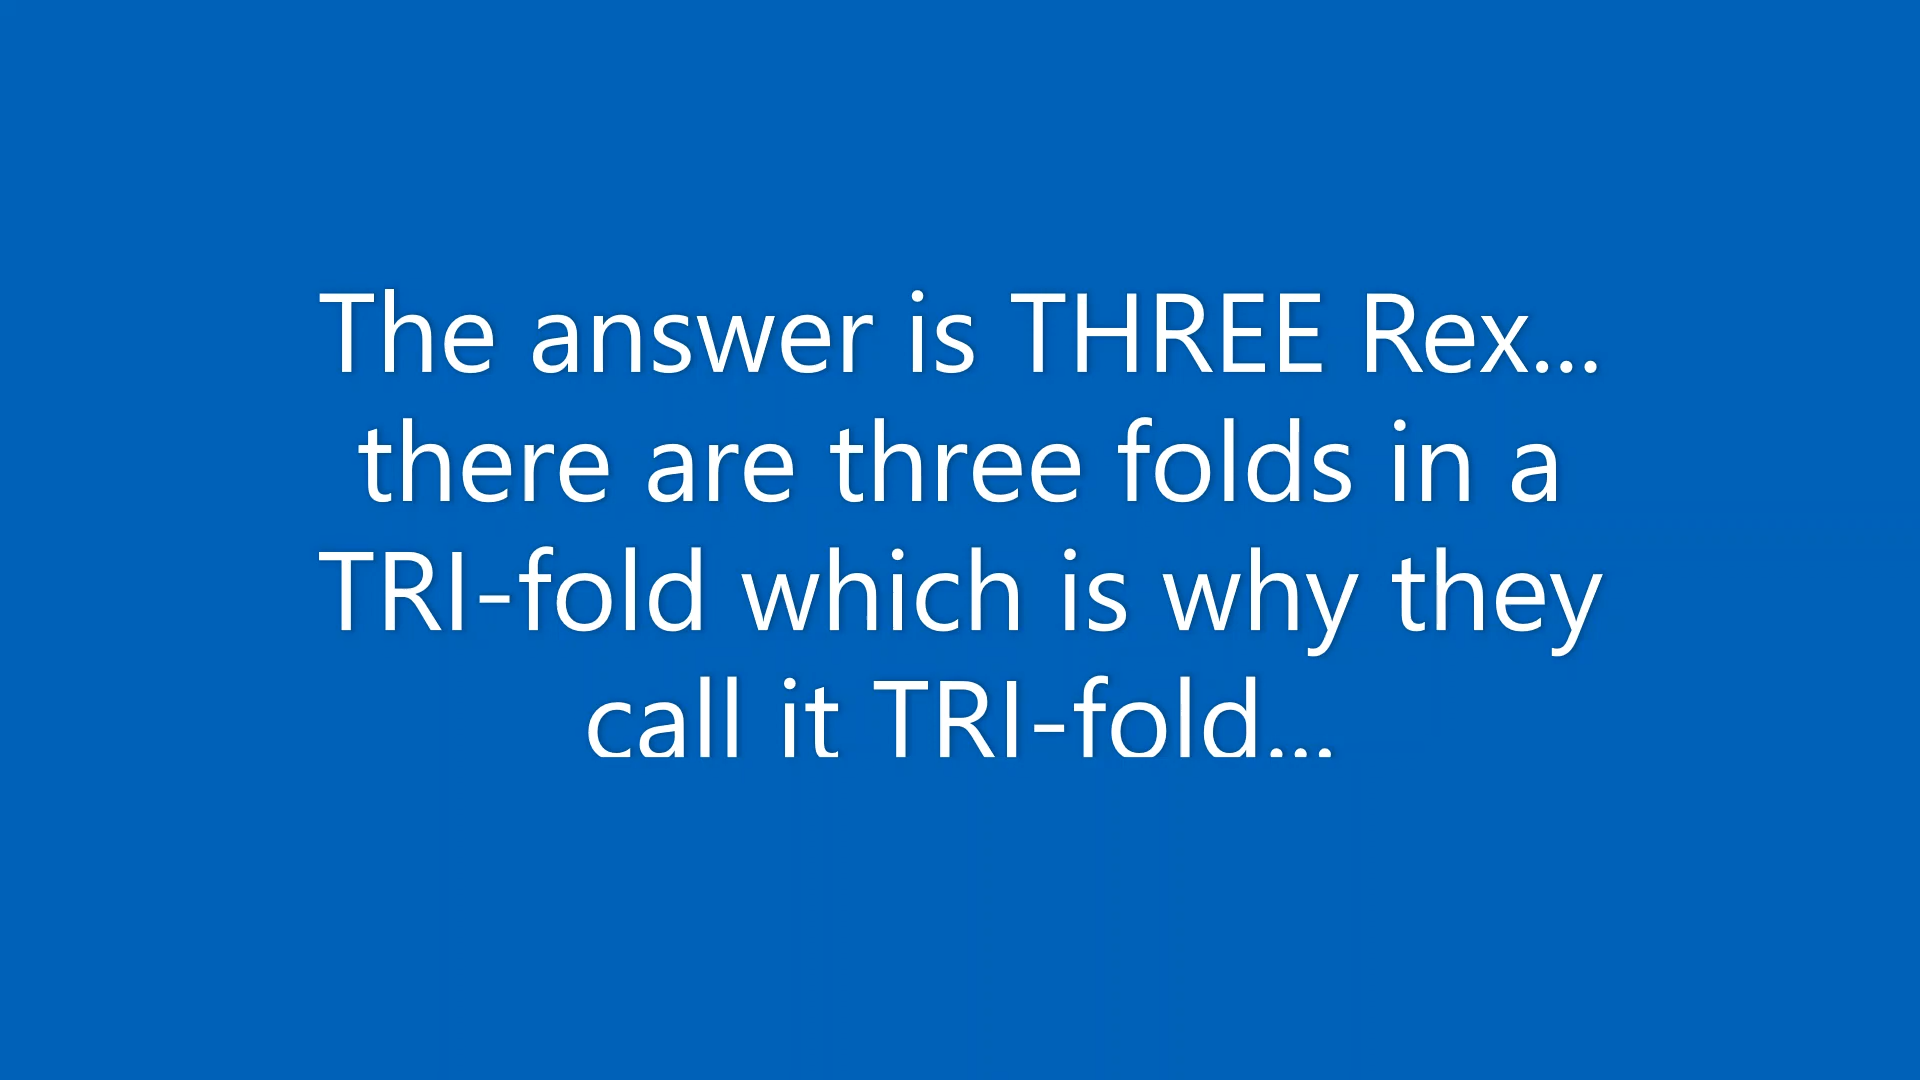 The answer is THREE Rex...
there are three folds in a
TRI-fold which is why they
call it TRI-fold...